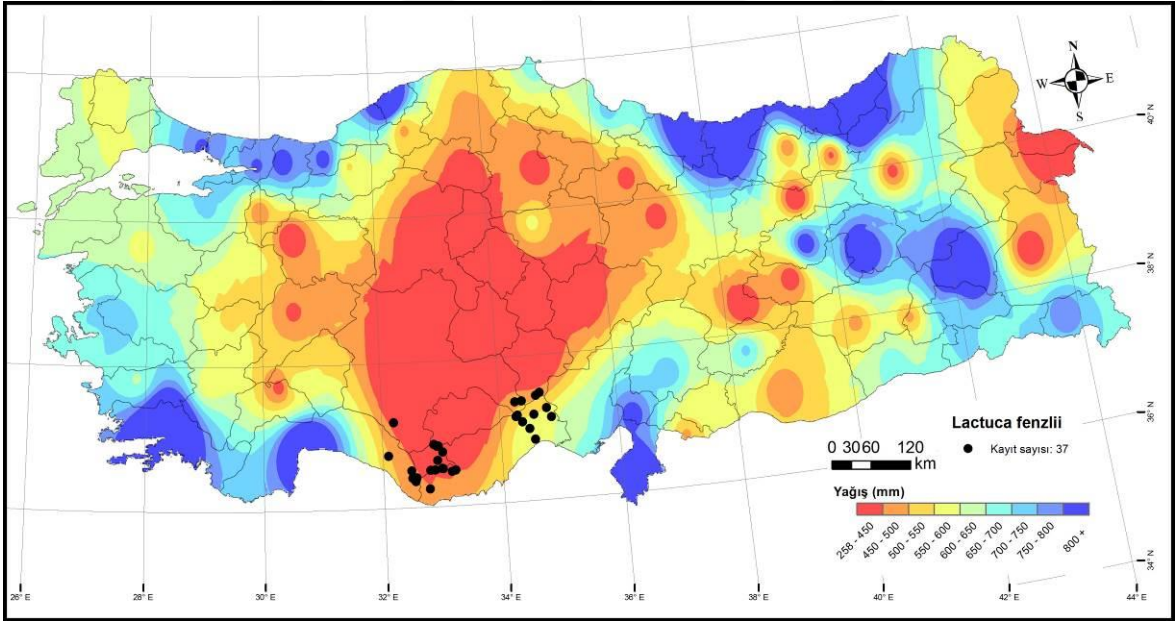 N
W E
S
40° N
38° N
36° N
34° N
Lactuca fenzlii
Kayıt sayısı: 37
0 30 60 120
km
Yağış (mm)
258 - 450
450 - 500
500 - 550
550 - 600
600 - 650
650 - 700
700 - 750
750 - 800
800 +
26° E 28° E 30° E 32° E 34° E 36° E 38° E 40° E 42° E 44° E